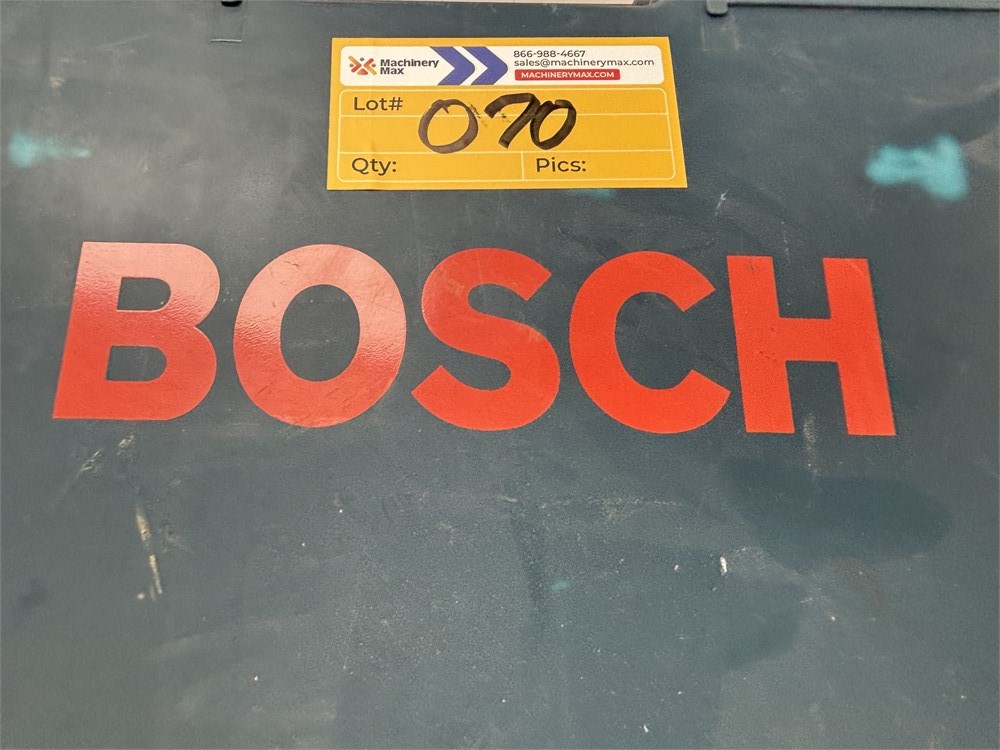 Machinery
Max
866-988-4667
sales@machinerymax.com
MACHINERYMAX.COM
Lot# 070
Qty:
Pics:
BOSCH